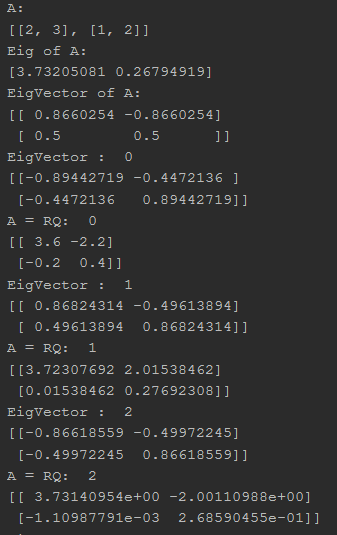 A:
[[2, 3], [1, 2]]
Eig of A:
[3.73205081 0.26794919]
EigVector of A:
[[ 0.8660254 -0.8660254]
 [ 0.5        0.5      ]]
EigVector :  0
[[-0.89442719 -0.4472136 ]
 [-0.4472136   0.89442719]]
A = RQ:  0
[[ 3.6 -2.2]
 [-0.2  0.4]]
EigVector :  1
[[ 0.86824314 -0.49613894]
 [ 0.49613894  0.86824314]]
A = RQ:  1
[[3.72307692 2.01538462]
 [0.01538462 0.27692308]]
EigVector :  2
[[-0.86618559 -0.49972245]
 [-0.49972245  0.86618559]]
A = RQ:  2
[[ 3.73140954e+00 -2.00110988e+00]
 [-1.10987791e-03  2.68590455e-01]]